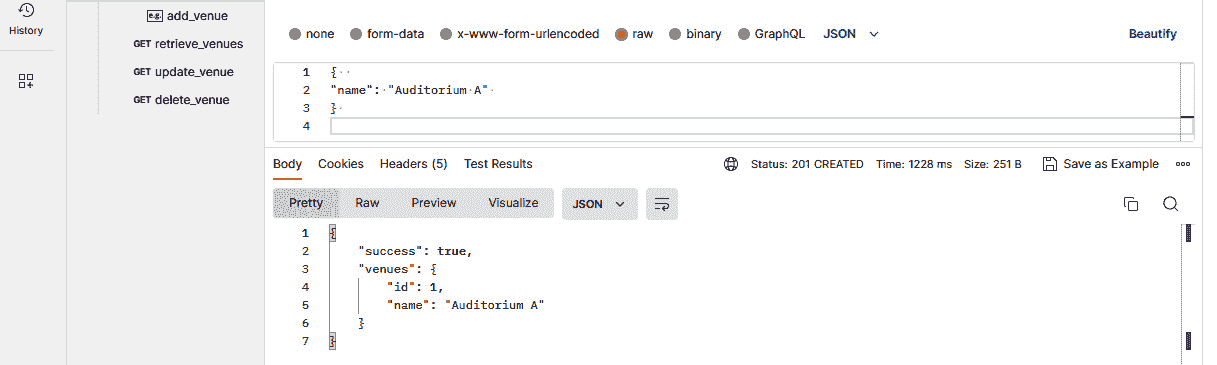 History
e.g. add_venue
GET retrieve_venues
GET update_venue
GET delete_venue
none form-data x-www-form-urlencoded raw binary GraphQL JSON Beautify
1 {
2 "name": "Auditorium A"
3 }
4
Body Cookies Headers (5) Test Results Status: 201 CREATED Time: 1228 ms Size: 251 B Save as Example
Pretty Raw Preview Visualize JSON
1 {
2 "success": true,
3 "venues": {
4 "id": 1,
5 "name": "Auditorium A"
6 }
7 }